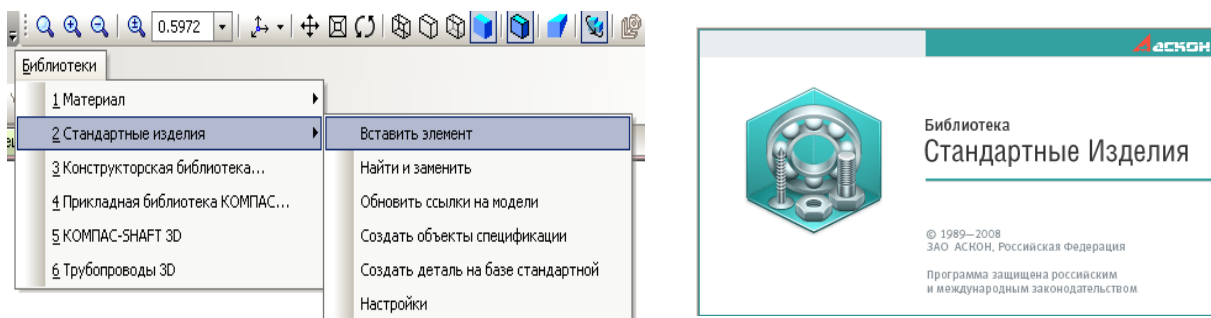 0.5972
Библиотеки
1 Материал
2 Стандартные изделия
3 Конструкторская библиотека...
4 Прикладная библиотека КОМПАС...
5 КОМПАС-SHAFT 3D
6 Трубопроводы 3D
Вставить элемент
Найти и заменить
Обновить ссылки на модели
Создать объекты спецификации
Создать деталь на базе стандартной
Настройки
Аскон
Библиотека
Стандартные Изделия
© 1989—2008
ЗАО АСКОН, Российская Федерация
Программа защищена российским
и международным законодательством